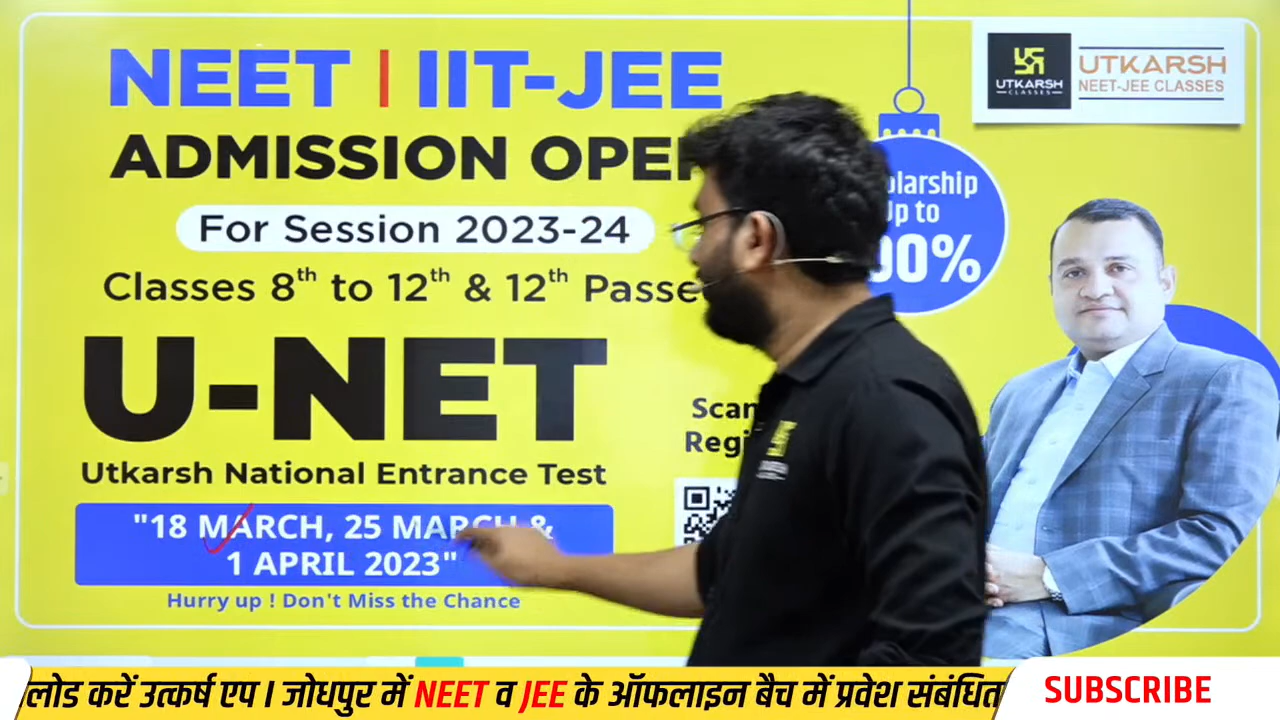 NEET | IIT-JEE
ADMISSION OPE
For Session 2023-24
Classes 8th to 12th & 12th Passe
U-NET
Utkarsh National Entrance Test
"18 MARCH, 25 MARCH &
1 APRIL 2023"
Hurry up ! Don't Miss the Chance
Scan
Regi
olarship
Up to
00%
UTKARSH
CLASSES
UTKARSH
NEET-JEE CLASSES
लोड करें उत्कर्ष एप । जोधपुर में NEET व JEE के ऑफलाइन बैच में प्रवेश संबंधित
SUBSCRIBE